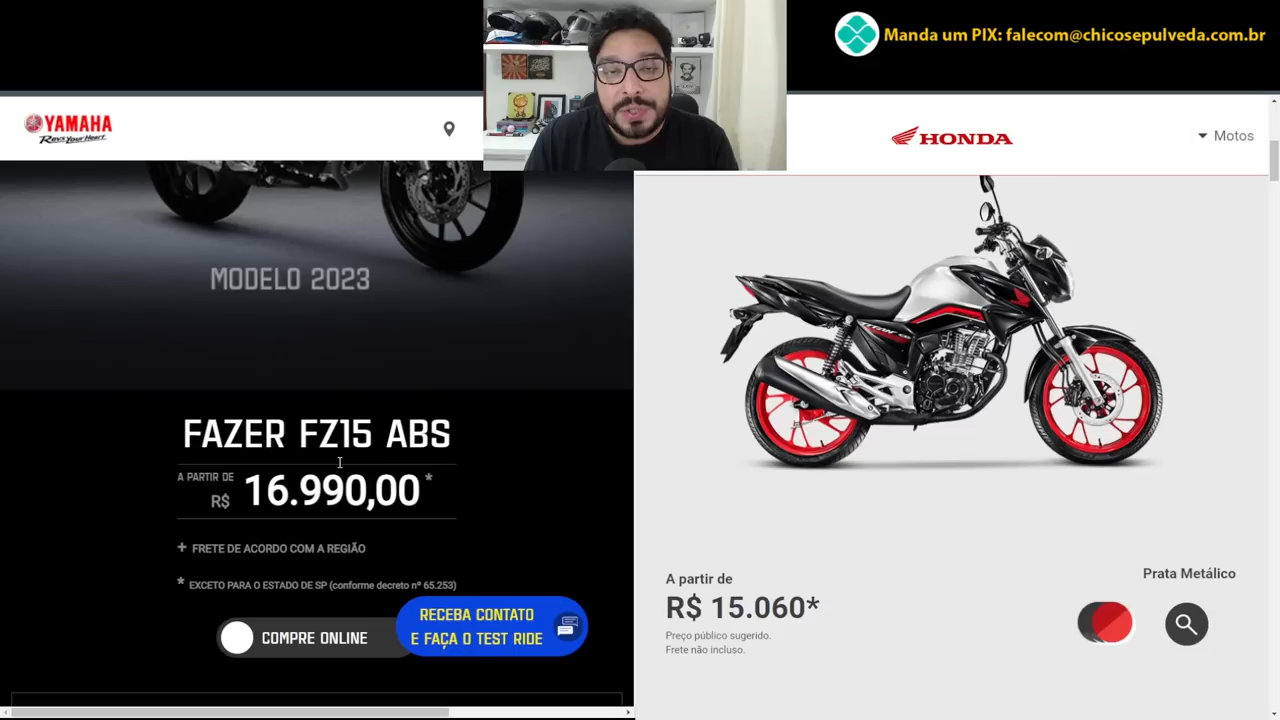 Manda um PIX: falecom@chicosepulveda.com.br
YAMAHA
Revs Your Heart
HONDA
Motos
MODELO 2023
FAZER FZ15 ABS
A PARTIR DE
R$ 16.990,00*
+ FRETE DE ACORDO COM A REGIÃO
* EXCETO PARA O ESTADO DE SP (conforme decreto nº 65.253)
COMPRE ONLINE
RECEBA CONTATO
E FAÇA O TEST RIDE
A partir de
R$ 15.060*
Preço público sugerido.
Frete não incluso.
Prata Metálico